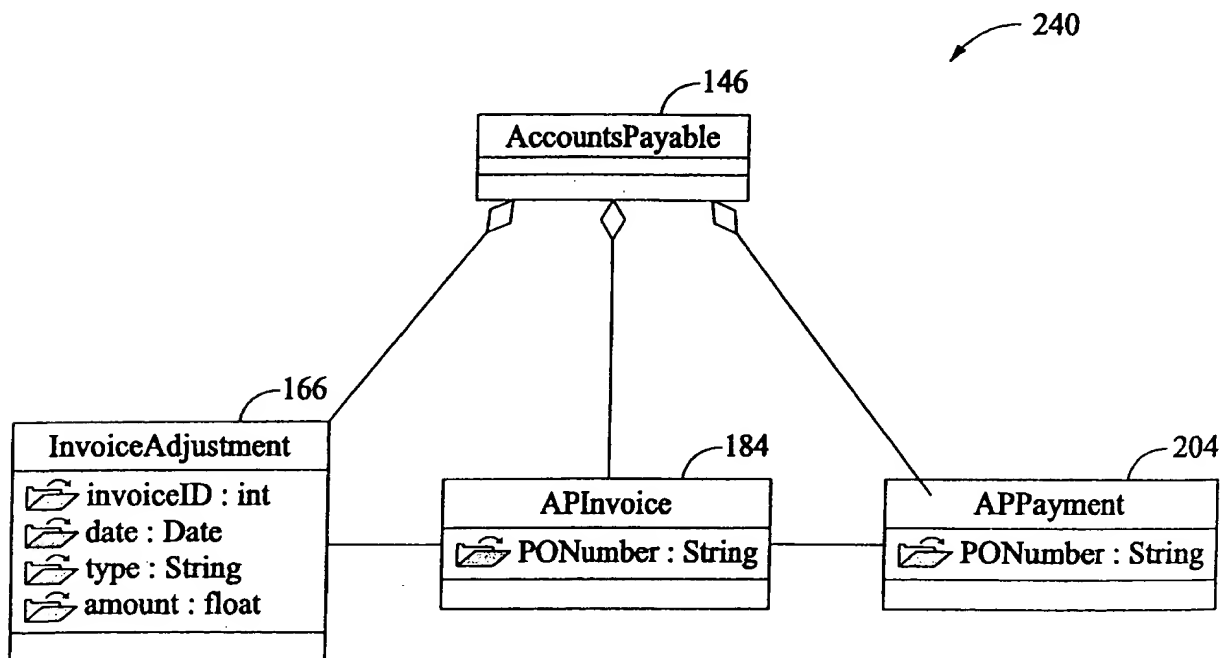 240
146
AccountsPayable
166
InvoiceAdjustment
invoiceID : int
date : Date
type : String
amount : float
184
APInvoice
PONumber : String
204
APPayment
PONumber : String